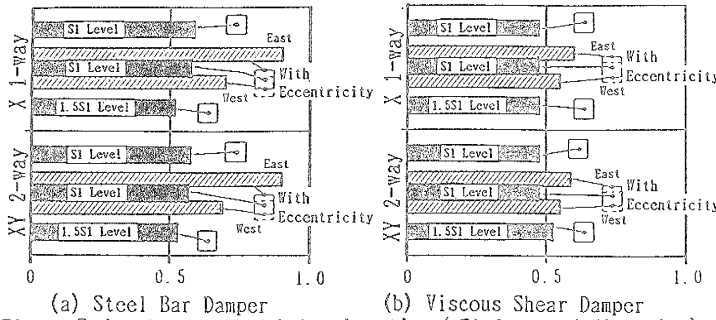 X 1-way
S1 Level
East
S1 Level
With
Eccentricity
West
1.5S1 Level
XY 2-way
S1 Level
East
S1 Level
With
Eccentricity
West
1.5S1 Level
0
0.5
1.0
(a) Steel Bar Damper
X 1-way
S1 Level
East
S1 Level
With
Eccentricity
West
1.5S1 Level
XY 2-way
S1 Level
East
S1 Level
With
Eccentricity
West
1.5S1 Level
0
0.5
1.0
(b) Viscous Shear Damper